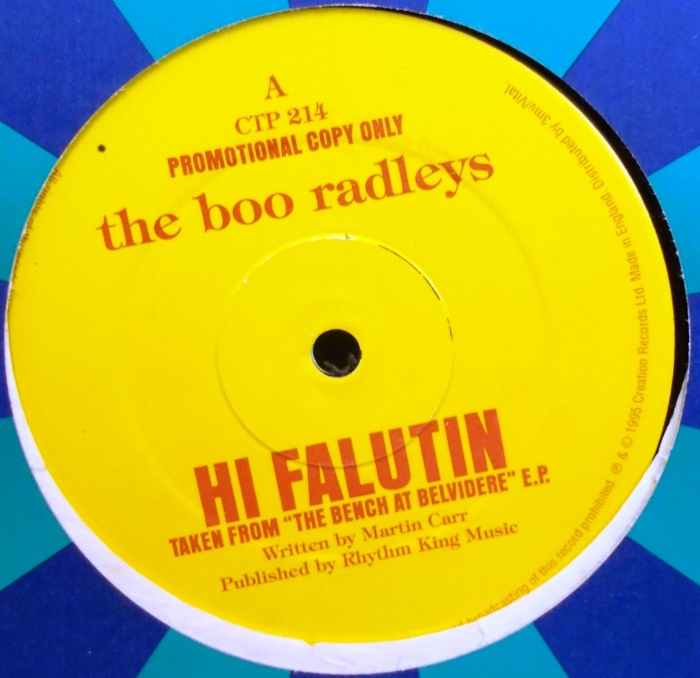 A
CTP 214
PROMOTIONAL COPY ONLY
the boo radleys
HI FALUTIN
TAKEN FROM "THE BENCH AT BELVIDERE" E.P.
Written by Martin Carr
Published by Rhythm King Music
broadcasting of this record prohibited. ℗ & © 1995 Creation Records Ltd. Made in England. Distributed by 3mv/Vital.